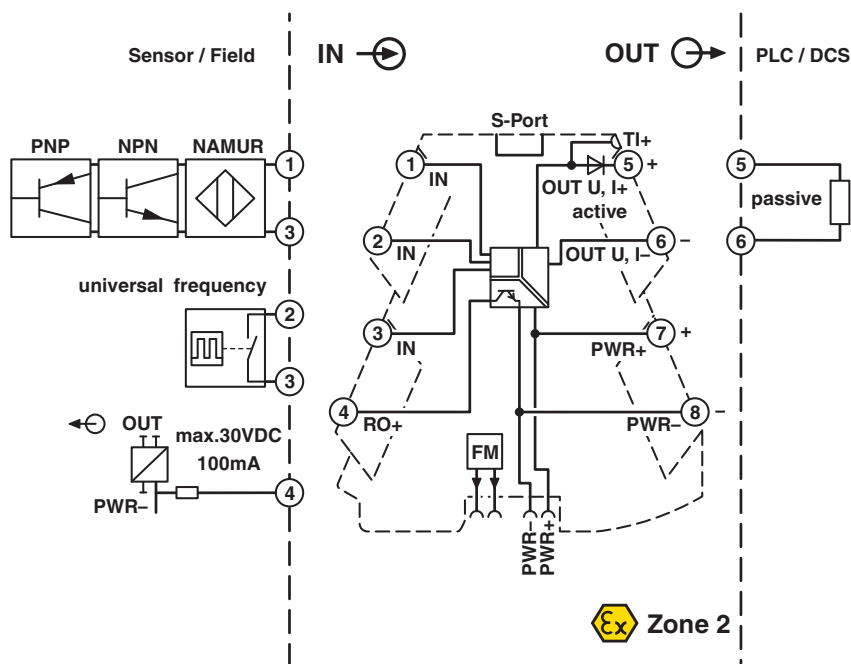 Sensor / Field
IN
OUT
PLC / DCS
S-Port
PNP
NPN
NAMUR
TI+
1
1
IN
5
+
5
OUT U, I+
active
passive
3
2
IN
6
–
6
OUT U, I–
universal frequency
2
3
IN
7
+
PWR+
3
4
RO+
8
–
PWR–
OUT
max.30VDC
100mA
FM
PWR–
4
PWR–
PWR+
Ex
Zone 2